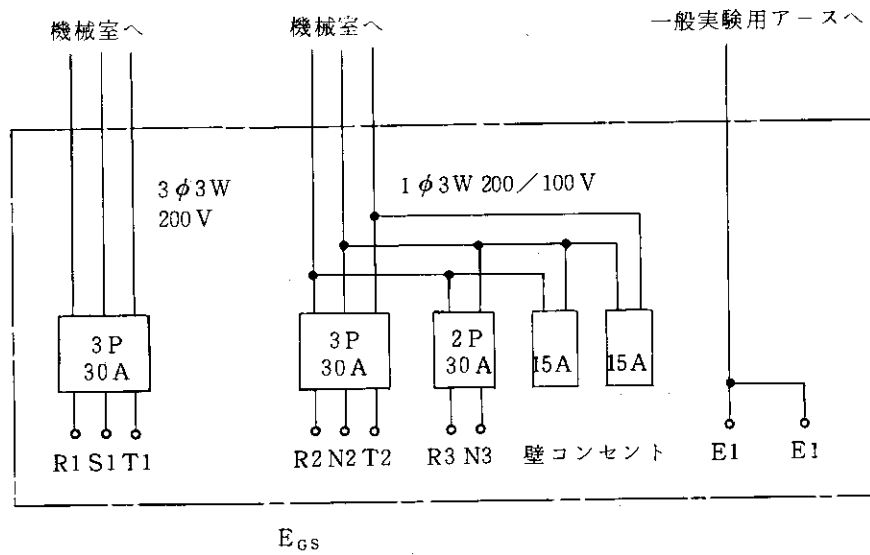 機械室へ
機械室へ
一般実験用アースへ
3φ3W
200V
1φ3W 200／100V
3P
30A
3P
30A
2P
30A
15A
15A
R1 S1 T1
R2 N2 T2
R3 N3
壁コンセント
E1
E1
E_GS